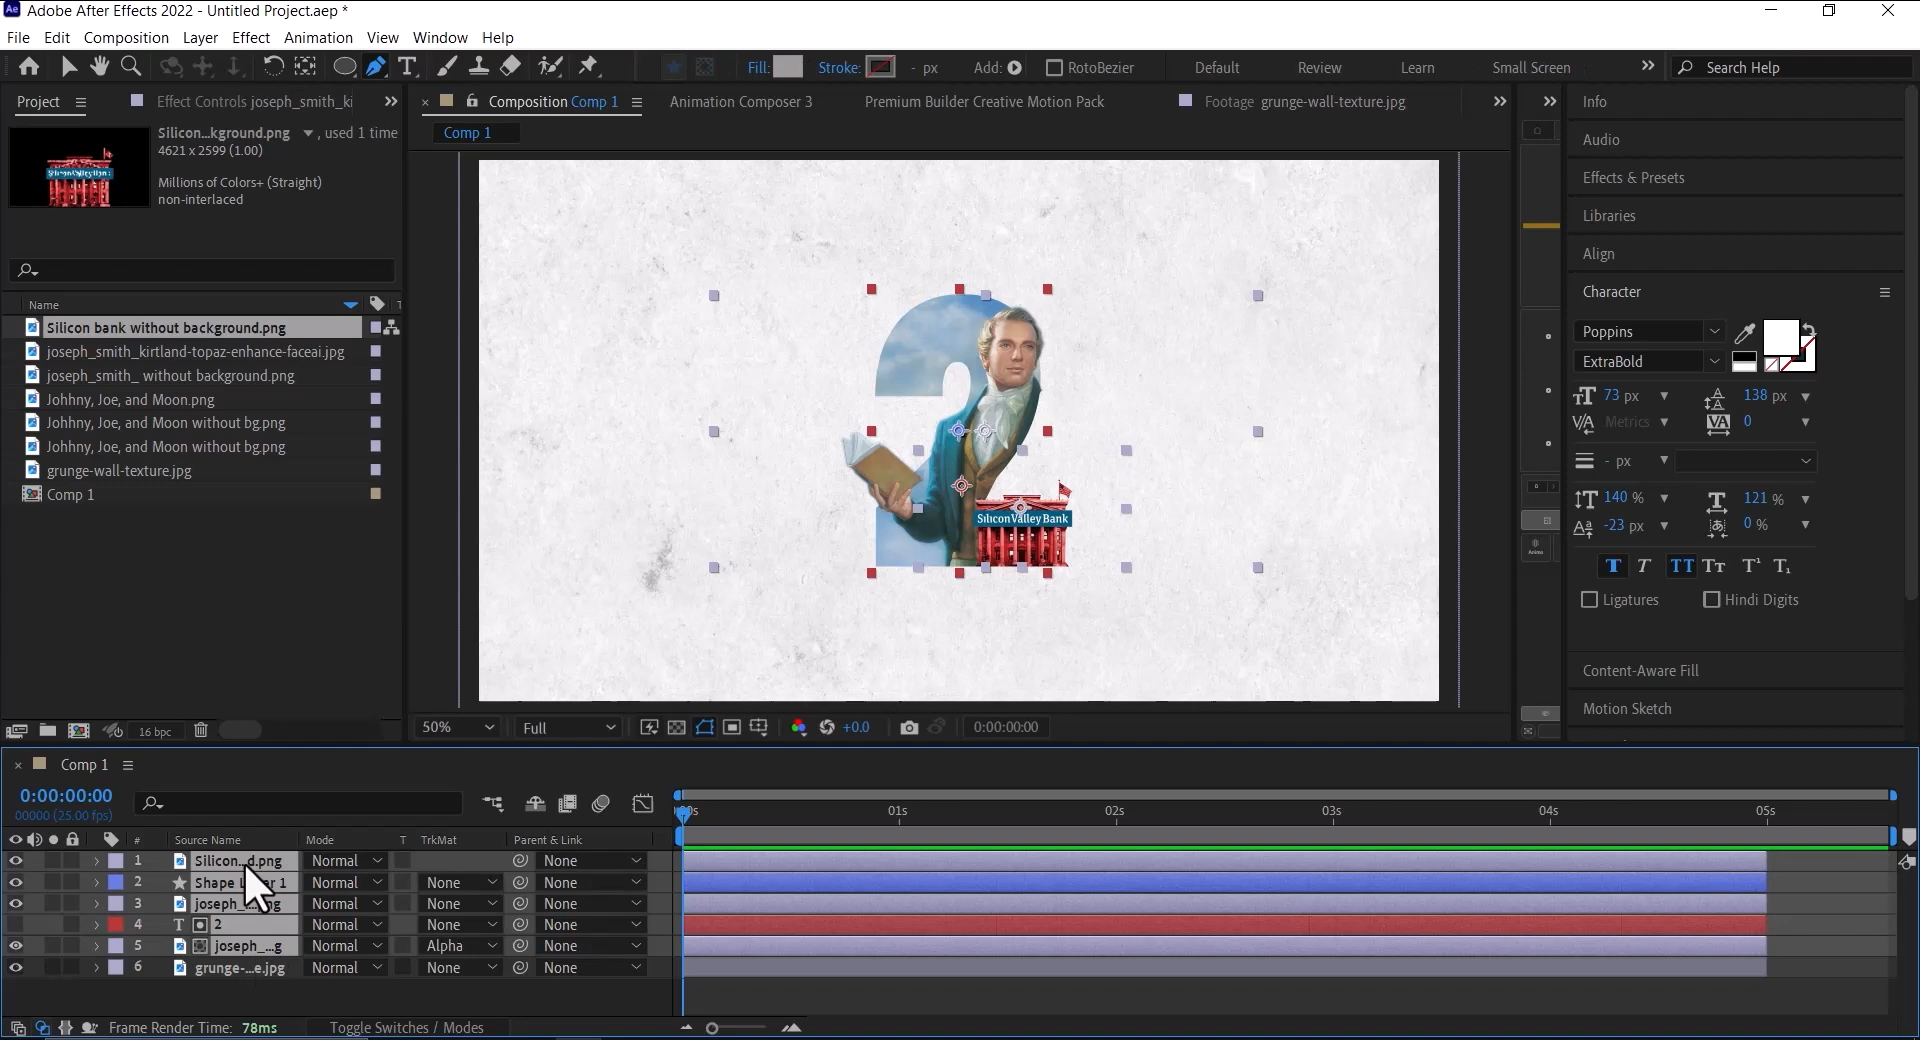 Ae Adobe After Effects 2022 - Untitled Project.aep *
File Edit Composition Layer Effect Animation View Window Help
Fill: Stroke: - px Add: RotoBezier Default Review Learn Small Screen Search Help
Project Effect Controls joseph_smith_ki Composition Comp 1 Animation Composer 3 Premium Builder Creative Motion Pack Footage grunge-wall-texture.jpg Info
Silicon...kground.png , used 1 time
4621 x 2599 (1.00)
Millions of Colors+ (Straight)
non-interlaced
Comp 1
Audio
Effects & Presets
Libraries
Align
Character
Name
Silicon bank without background.png
joseph_smith_kirtland-topaz-enhance-faceai.jpg
joseph_smith_ without background.png
Johhny, Joe, and Moon.png
Johhny, Joe, and Moon without bg.png
Johhny, Joe, and Moon without bg.png
grunge-wall-texture.jpg
Comp 1
Silicon Valley Bank
Poppins
ExtraBold
73 px 138 px
Metrics 0
- px
140 % 121 %
-23 px 0 %
T T TT Tт T¹ T₁
Ligatures Hindi Digits
Content-Aware Fill
Motion Sketch
16 bpc
50% Full +0.0 0:00:00:00
Comp 1
0:00:00:00
00000 (25.00 fps)
01s 02s 03s 04s 05s
# Source Name Mode T TrkMat Parent & Link
1 Silicon...d.png Normal None
2 Normal None None
3 Normal None None
4 T 2 Normal None None
5 joseph_...g Normal Alpha None
6 grunge-...e.jpg Normal None None
Frame Render Time: 78ms Toggle Switches / Modes